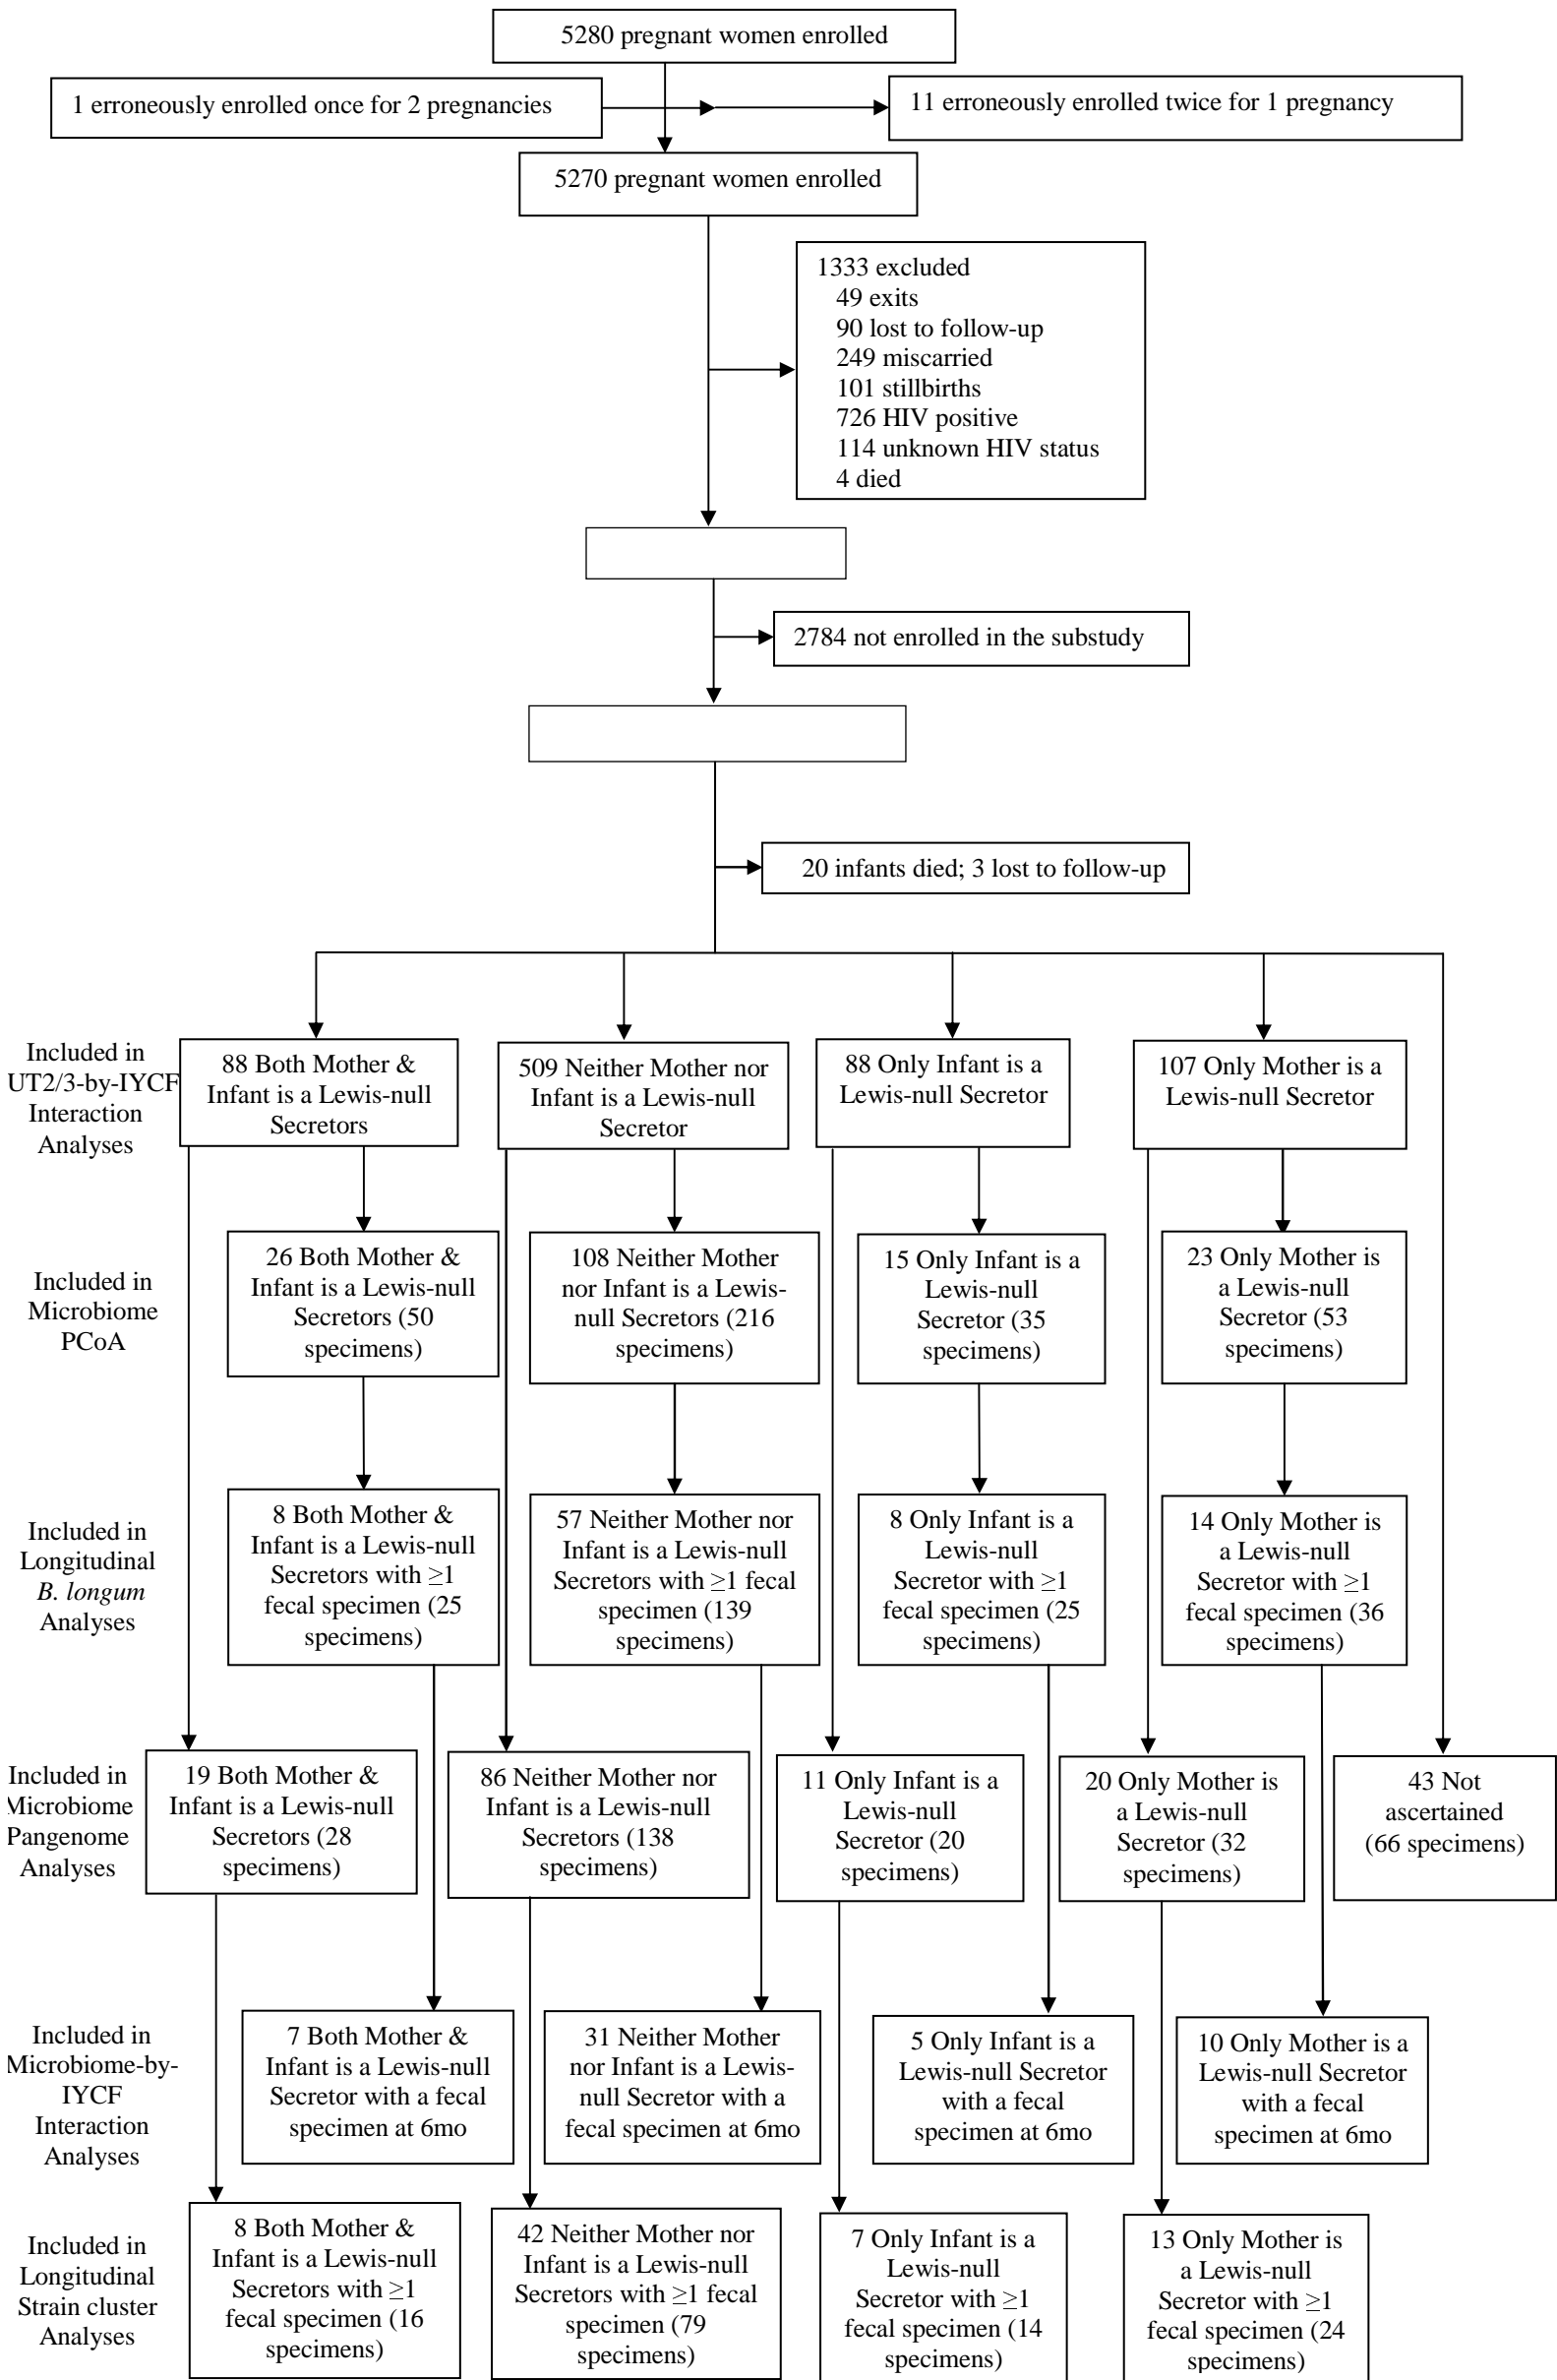 5280 pregnant women enrolled
1 erroneously enrolled once for 2 pregnancies
11 erroneously enrolled twice for 1 pregnancy
5270 pregnant women enrolled
1333 excluded
49 exits
90 lost to follow-up
249 miscarried
101 stillbirths
726 HIV positive
114 unknown HIV status
4 died
2784 not enrolled in the substudy
20 infants died; 3 lost to follow-up
Included in
UT2/3-by-IYCF
Interaction
Analyses
88 Both Mother &
Infant is a Lewis-null
Secretors
509 Neither Mother nor
Infant is a Lewis-null
Secretor
88 Only Infant is a
Lewis-null Secretor
107 Only Mother is a
Lewis-null Secretor
Included in
Microbiome
PCoA
26 Both Mother &
Infant is a Lewis-null
Secretors (50
specimens)
108 Neither Mother
nor Infant is a Lewis-
null Secretors (216
specimens)
15 Only Infant is a
Lewis-null
Secretor (35
specimens)
23 Only Mother is
a Lewis-null
Secretor (53
specimens)
Included in
Longitudinal
B. longum
Analyses
8 Both Mother &
Infant is a Lewis-null
Secretors with ≥1
fecal specimen (25
specimens)
57 Neither Mother nor
Infant is a Lewis-null
Secretors with ≥1 fecal
specimen (139
specimens)
8 Only Infant is a
Lewis-null
Secretor with ≥1
fecal specimen (25
specimens)
14 Only Mother is
a Lewis-null
Secretor with ≥1
fecal specimen (36
specimens)
Included in
Microbiome
Pangenome
Analyses
19 Both Mother &
Infant is a Lewis-null
Secretors (28
specimens)
86 Neither Mother nor
Infant is a Lewis-null
Secretors (138
specimens)
11 Only Infant is a
Lewis-null
Secretor (20
specimens)
20 Only Mother is
a Lewis-null
Secretor (32
specimens)
43 Not
ascertained
(66 specimens)
Included in
Microbiome-by-
IYCF
Interaction
Analyses
7 Both Mother &
Infant is a Lewis-null
Secretor with a fecal
specimen at 6mo
31 Neither Mother
nor Infant is a Lewis-
null Secretor with a
fecal specimen at 6mo
5 Only Infant is a
Lewis-null Secretor
with a fecal
specimen at 6mo
10 Only Mother is a
Lewis-null Secretor
with a fecal
specimen at 6mo
Included in
Longitudinal
Strain cluster
Analyses
8 Both Mother &
Infant is a Lewis-null
Secretors with ≥1
fecal specimen (16
specimens)
42 Neither Mother nor
Infant is a Lewis-null
Secretors with ≥1 fecal
specimen (79
specimens)
7 Only Infant is a
Lewis-null
Secretor with ≥1
fecal specimen (14
specimens)
13 Only Mother is
a Lewis-null
Secretor with ≥1
fecal specimen (24
specimens)